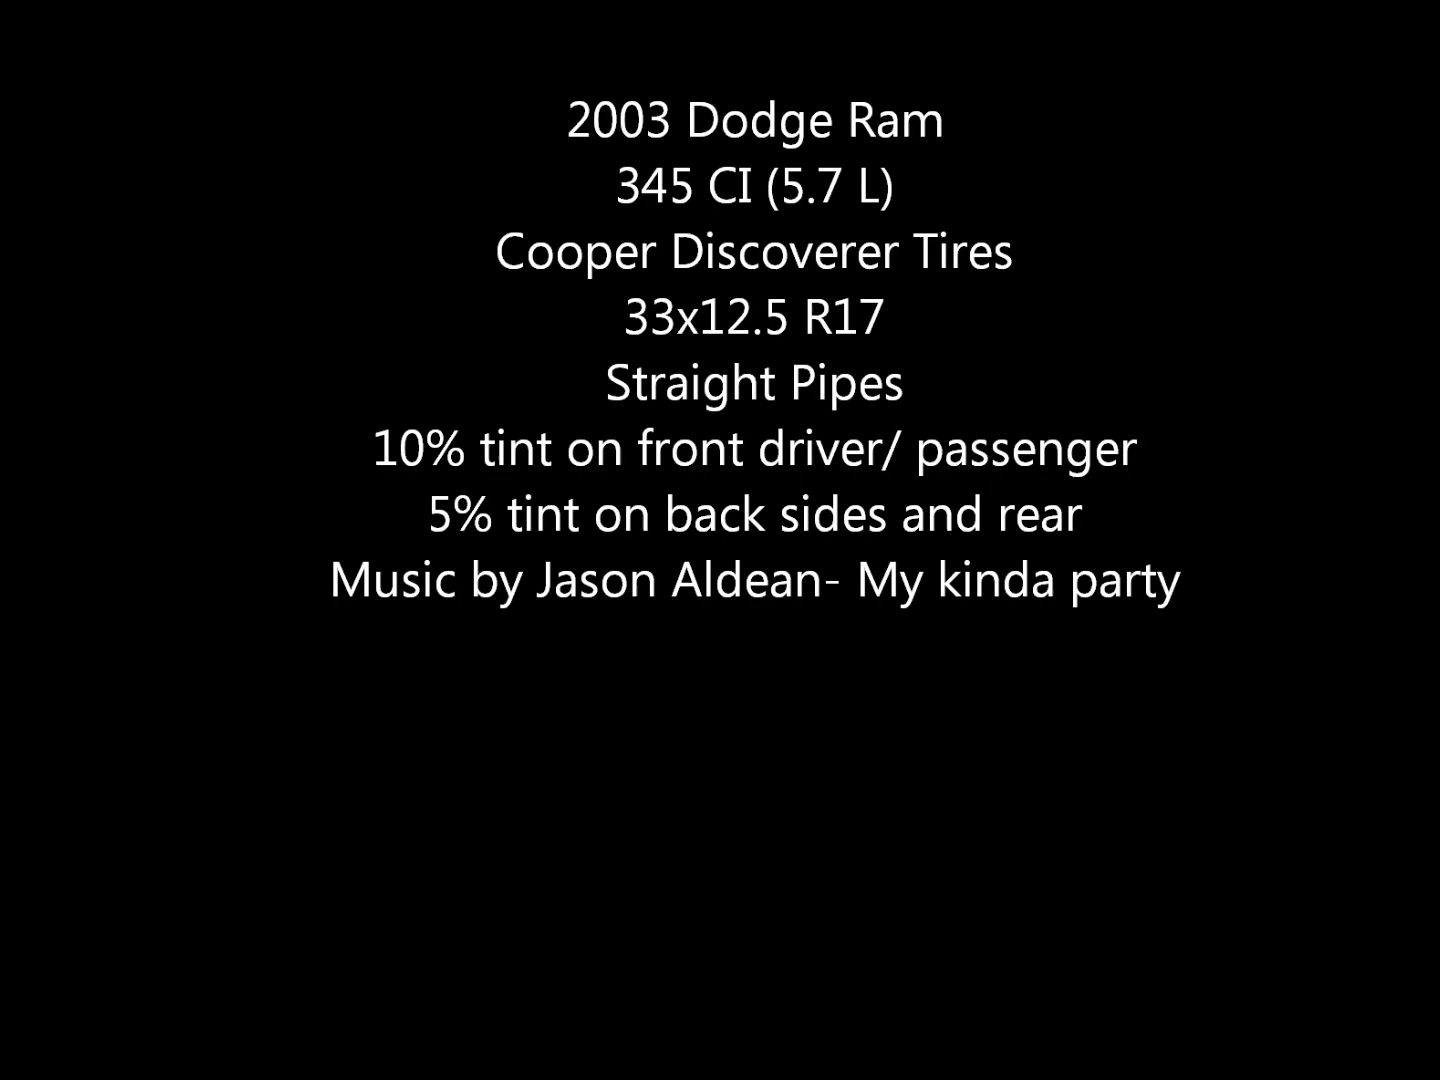 2003 Dodge Ram
345 CI (5.7 L)
Cooper Discoverer Tires
33x12.5 R17
Straight Pipes
10% tint on front driver/ passenger
5% tint on back sides and rear
Music by Jason Aldean- My kinda party